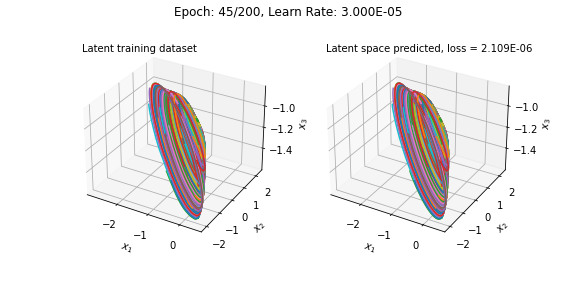 Epoch: 45/200, Learn Rate: 3.000E-05
Latent training dataset
−1.0
−1.2
−1.4
x₃
−2
−1
0
x₁
−2
−1
0
1
2
x₂
Latent space predicted, loss = 2.109E-06
−1.0
−1.2
−1.4
x₃
−2
−1
0
x₁
−2
−1
0
1
2
x₂